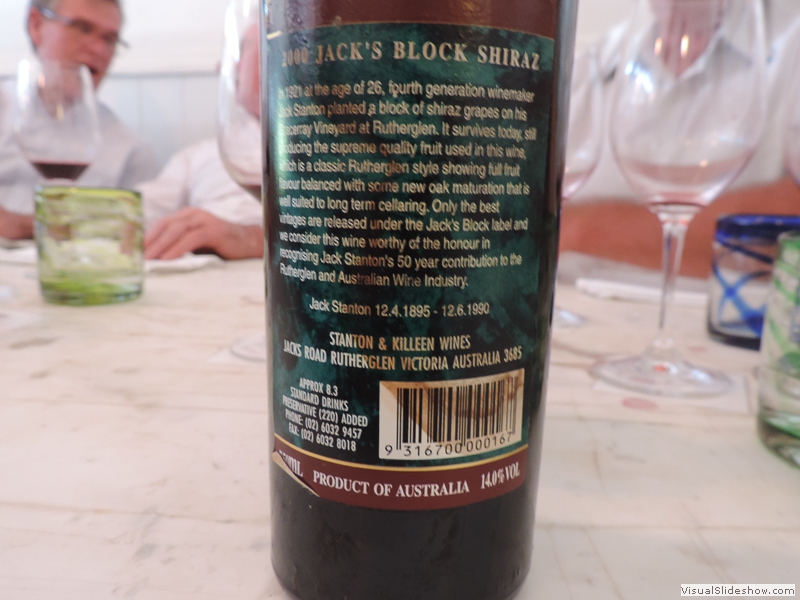 2000 JACK'S BLOCK SHIRAZ
In 1921 at the age of 26, fourth generation winemaker
Jack Stanton planted a block of shiraz grapes on his
Vineyard at Rutherglen. It survives today, still
producing the supreme quality fruit used in this wine,
which is a classic Rutherglen style showing full fruit
flavour balanced with some new oak maturation that is
well suited to long term cellaring. Only the best
vintages are released under the Jack's Block label and
we consider this wine worthy of the honour in
recognising Jack Stanton's 50 year contribution to the
Rutherglen and Australian Wine Industry.
Jack Stanton 12.4.1895 - 12.6.1990
STANTON & KILLEEN WINES
JACKS ROAD RUTHERGLEN VICTORIA AUSTRALIA 3685
APPROX 8.3
STANDARD DRINKS
PRESERVATIVE (220) ADDED
PHONE: (02) 6032 9457
FAX: (02) 6032 8018
9 316700 000167
PRODUCT OF AUSTRALIA 14.0% VOL
VisualSlideshow.com